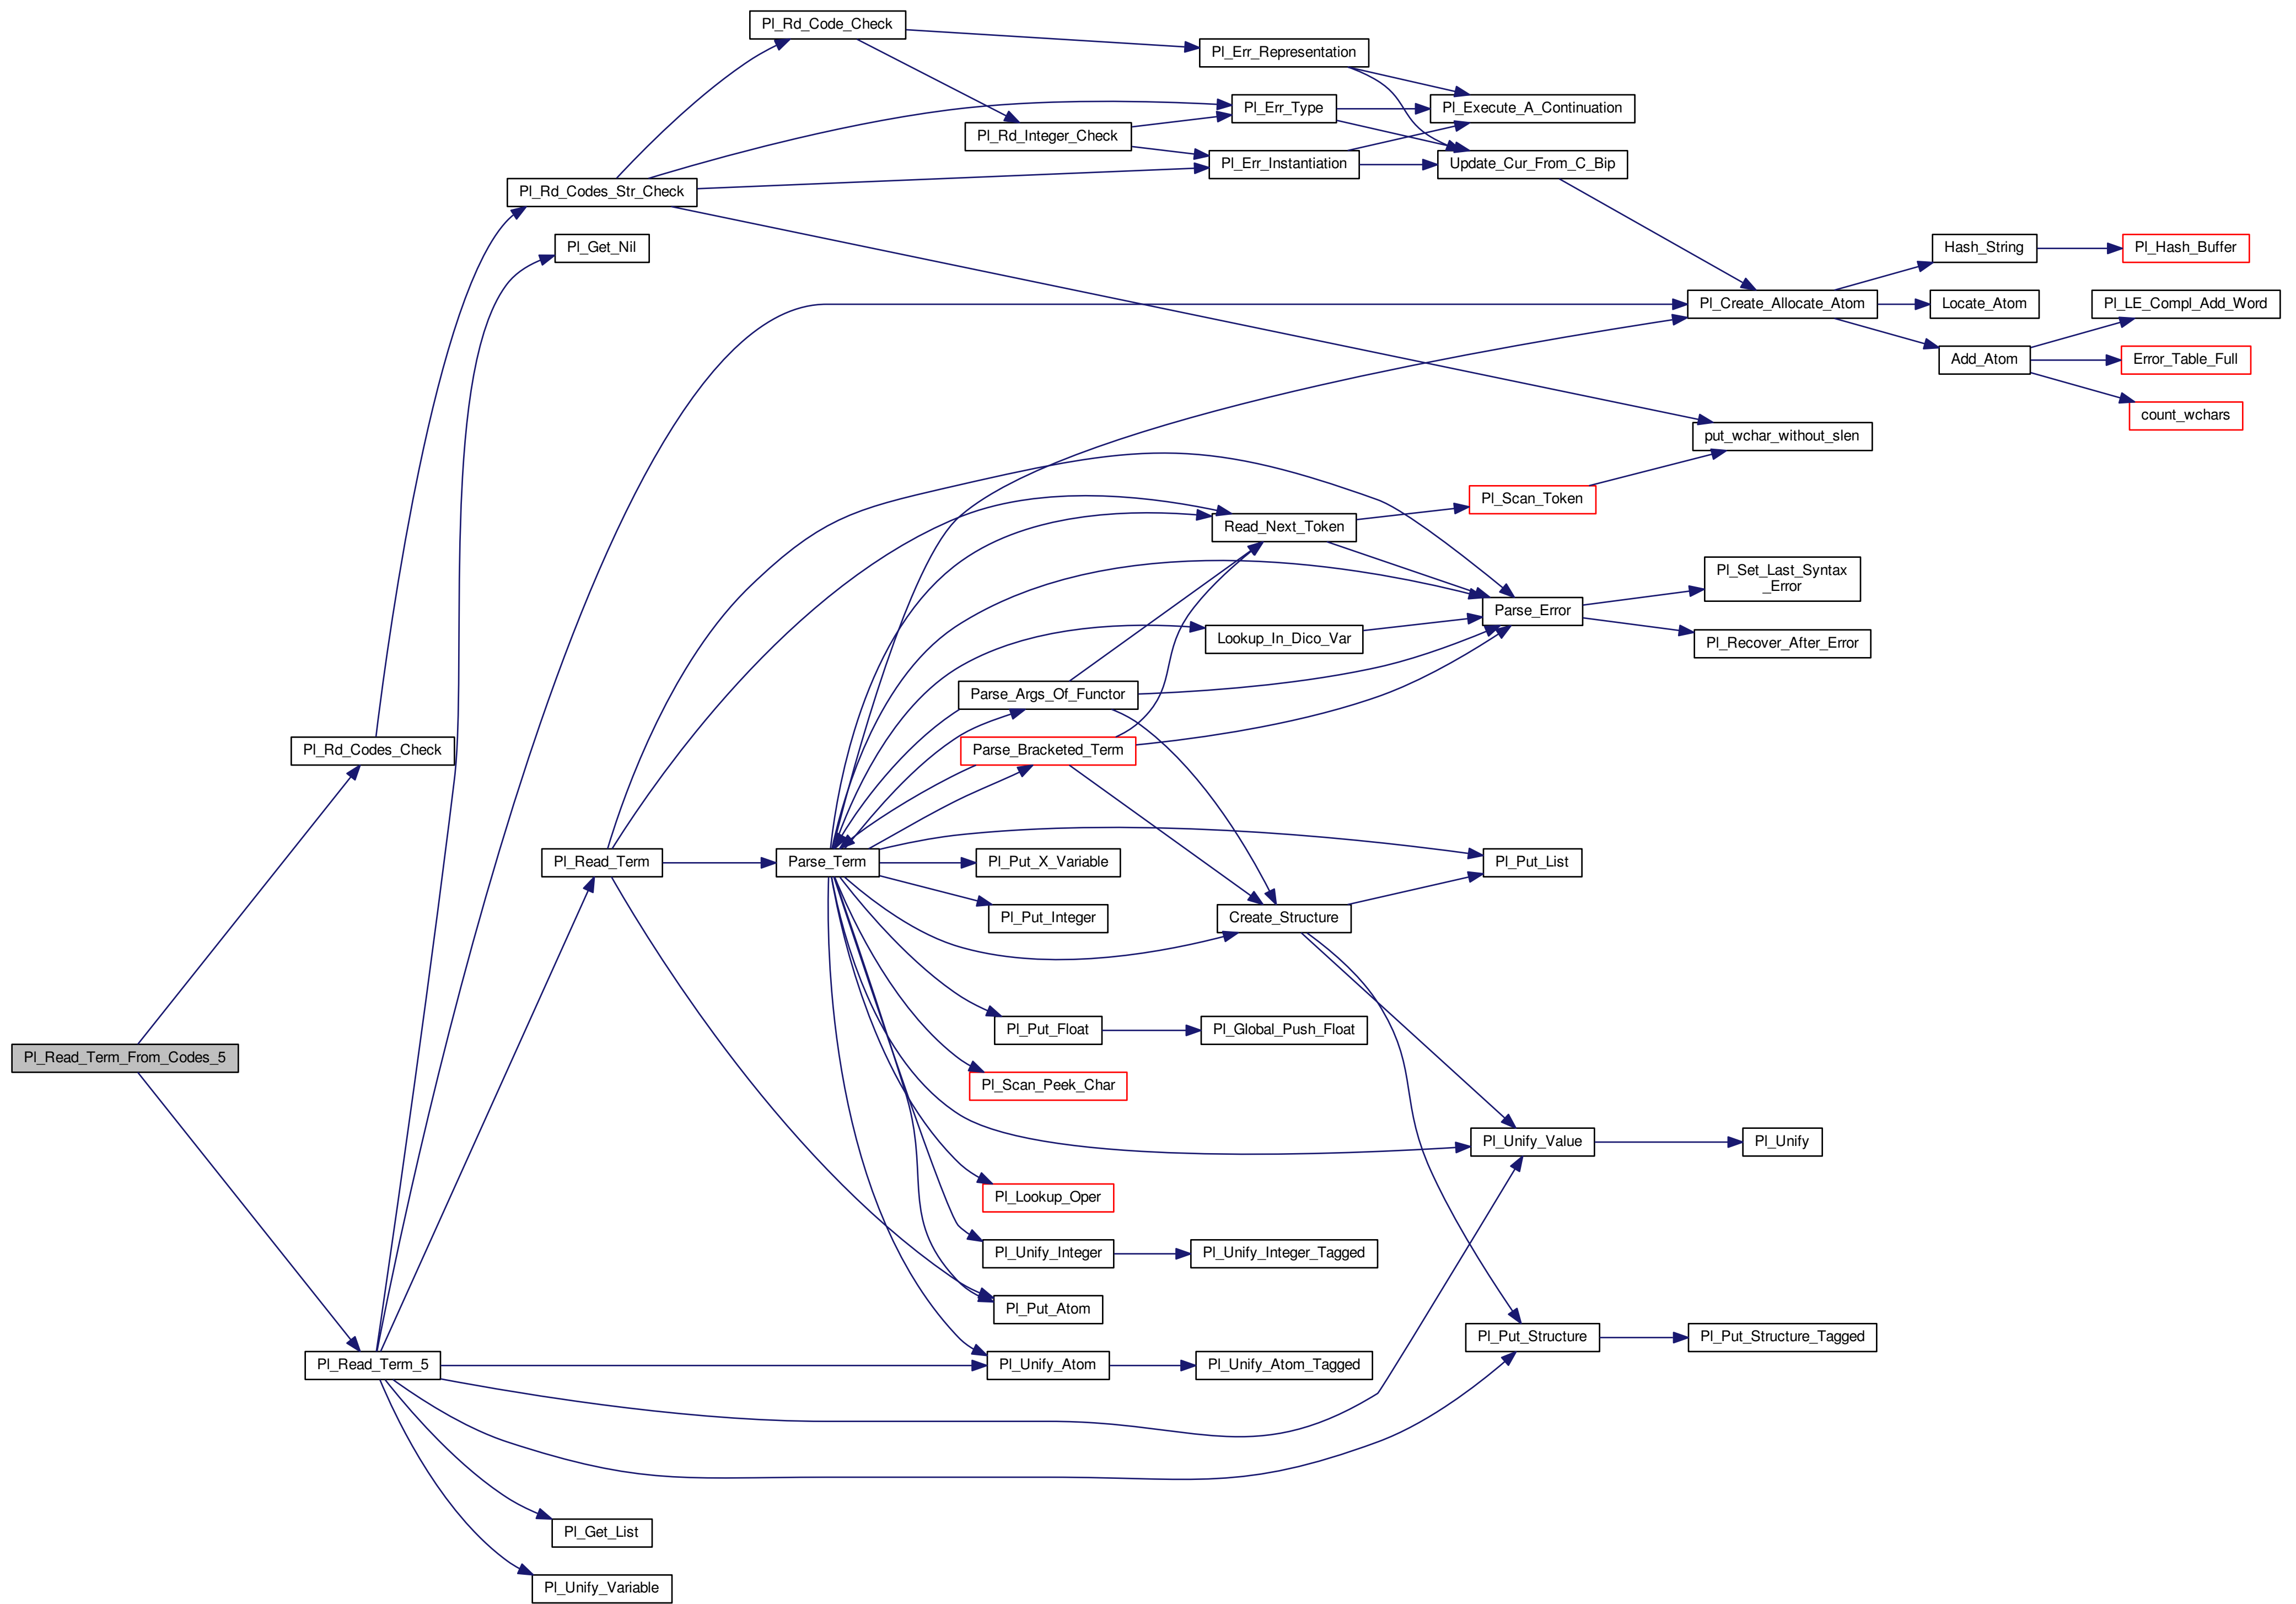 Pl_Rd_Code_Check
Pl_Err_Representation
Pl_Err_Type
Pl_Execute_A_Continuation
Pl_Rd_Integer_Check
Pl_Err_Instantiation
Update_Cur_From_C_Bip
Pl_Rd_Codes_Str_Check
Pl_Get_Nil
Hash_String
Pl_Hash_Buffer
Pl_Create_Allocate_Atom
Locate_Atom
Pl_LE_Compl_Add_Word
Add_Atom
Error_Table_Full
count_wchars
put_wchar_without_slen
Pl_Scan_Token
Read_Next_Token
Pl_Set_Last_Syntax
_Error
Parse_Error
Lookup_In_Dico_Var
Pl_Recover_After_Error
Parse_Args_Of_Functor
Pl_Rd_Codes_Check
Parse_Bracketed_Term
Pl_Read_Term
Parse_Term
Pl_Put_X_Variable
Pl_Put_List
Pl_Put_Integer
Create_Structure
Pl_Put_Float
Pl_Global_Push_Float
Pl_Read_Term_From_Codes_5
Pl_Scan_Peek_Char
Pl_Unify_Value
Pl_Unify
Pl_Lookup_Oper
Pl_Unify_Integer
Pl_Unify_Integer_Tagged
Pl_Put_Atom
Pl_Put_Structure
Pl_Put_Structure_Tagged
Pl_Read_Term_5
Pl_Unify_Atom
Pl_Unify_Atom_Tagged
Pl_Get_List
Pl_Unify_Variable